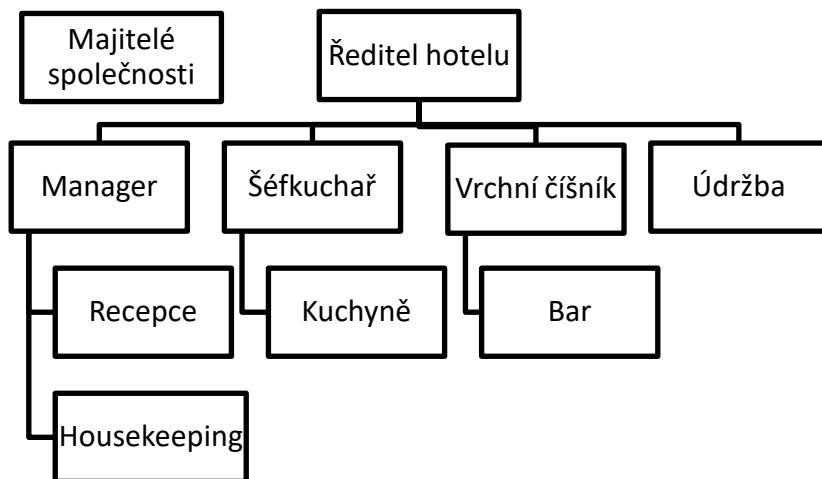 Majitelé
společnosti
Ředitel hotelu
Manager
Šéfkuchař
Vrchní číšník
Údržba
Recepce
Kuchyně
Bar
Housekeeping